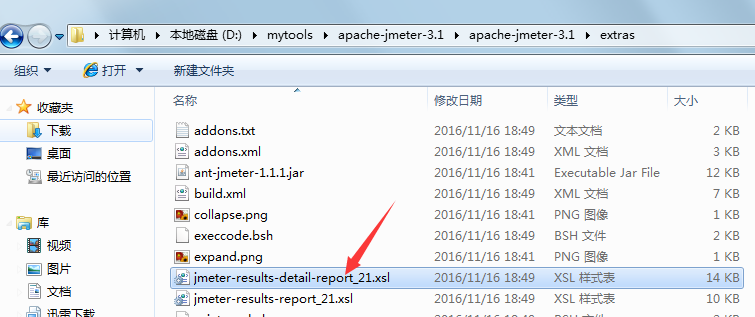 计算机 ▸ 本地磁盘 (D:) ▸ mytools ▸ apache-jmeter-3.1 ▸ apache-jmeter-3.1 ▸ extras
组织 打开 新建文件夹
收藏夹
下载
桌面
最近访问的位置
库
视频
图片
文档
迅雷下载
名称 修改日期 类型 大小
addons.txt 2016/11/16 18:49 文本文档 2 KB
addons.xml 2016/11/16 18:49 XML 文档 3 KB
ant-jmeter-1.1.1.jar 2016/11/16 18:41 Executable Jar File 12 KB
build.xml 2016/11/16 18:49 XML 文档 7 KB
collapse.png 2016/11/16 18:41 PNG 图像 1 KB
execcode.bsh 2016/11/16 18:49 BSH 文件 2 KB
expand.png 2016/11/16 18:41 PNG 图像 1 KB
jmeter-results-detail-report_21.xsl 2016/11/16 18:49 XSL 样式表 14 KB
jmeter-results-report_21.xsl 2016/11/16 18:49 XSL 样式表 10 KB